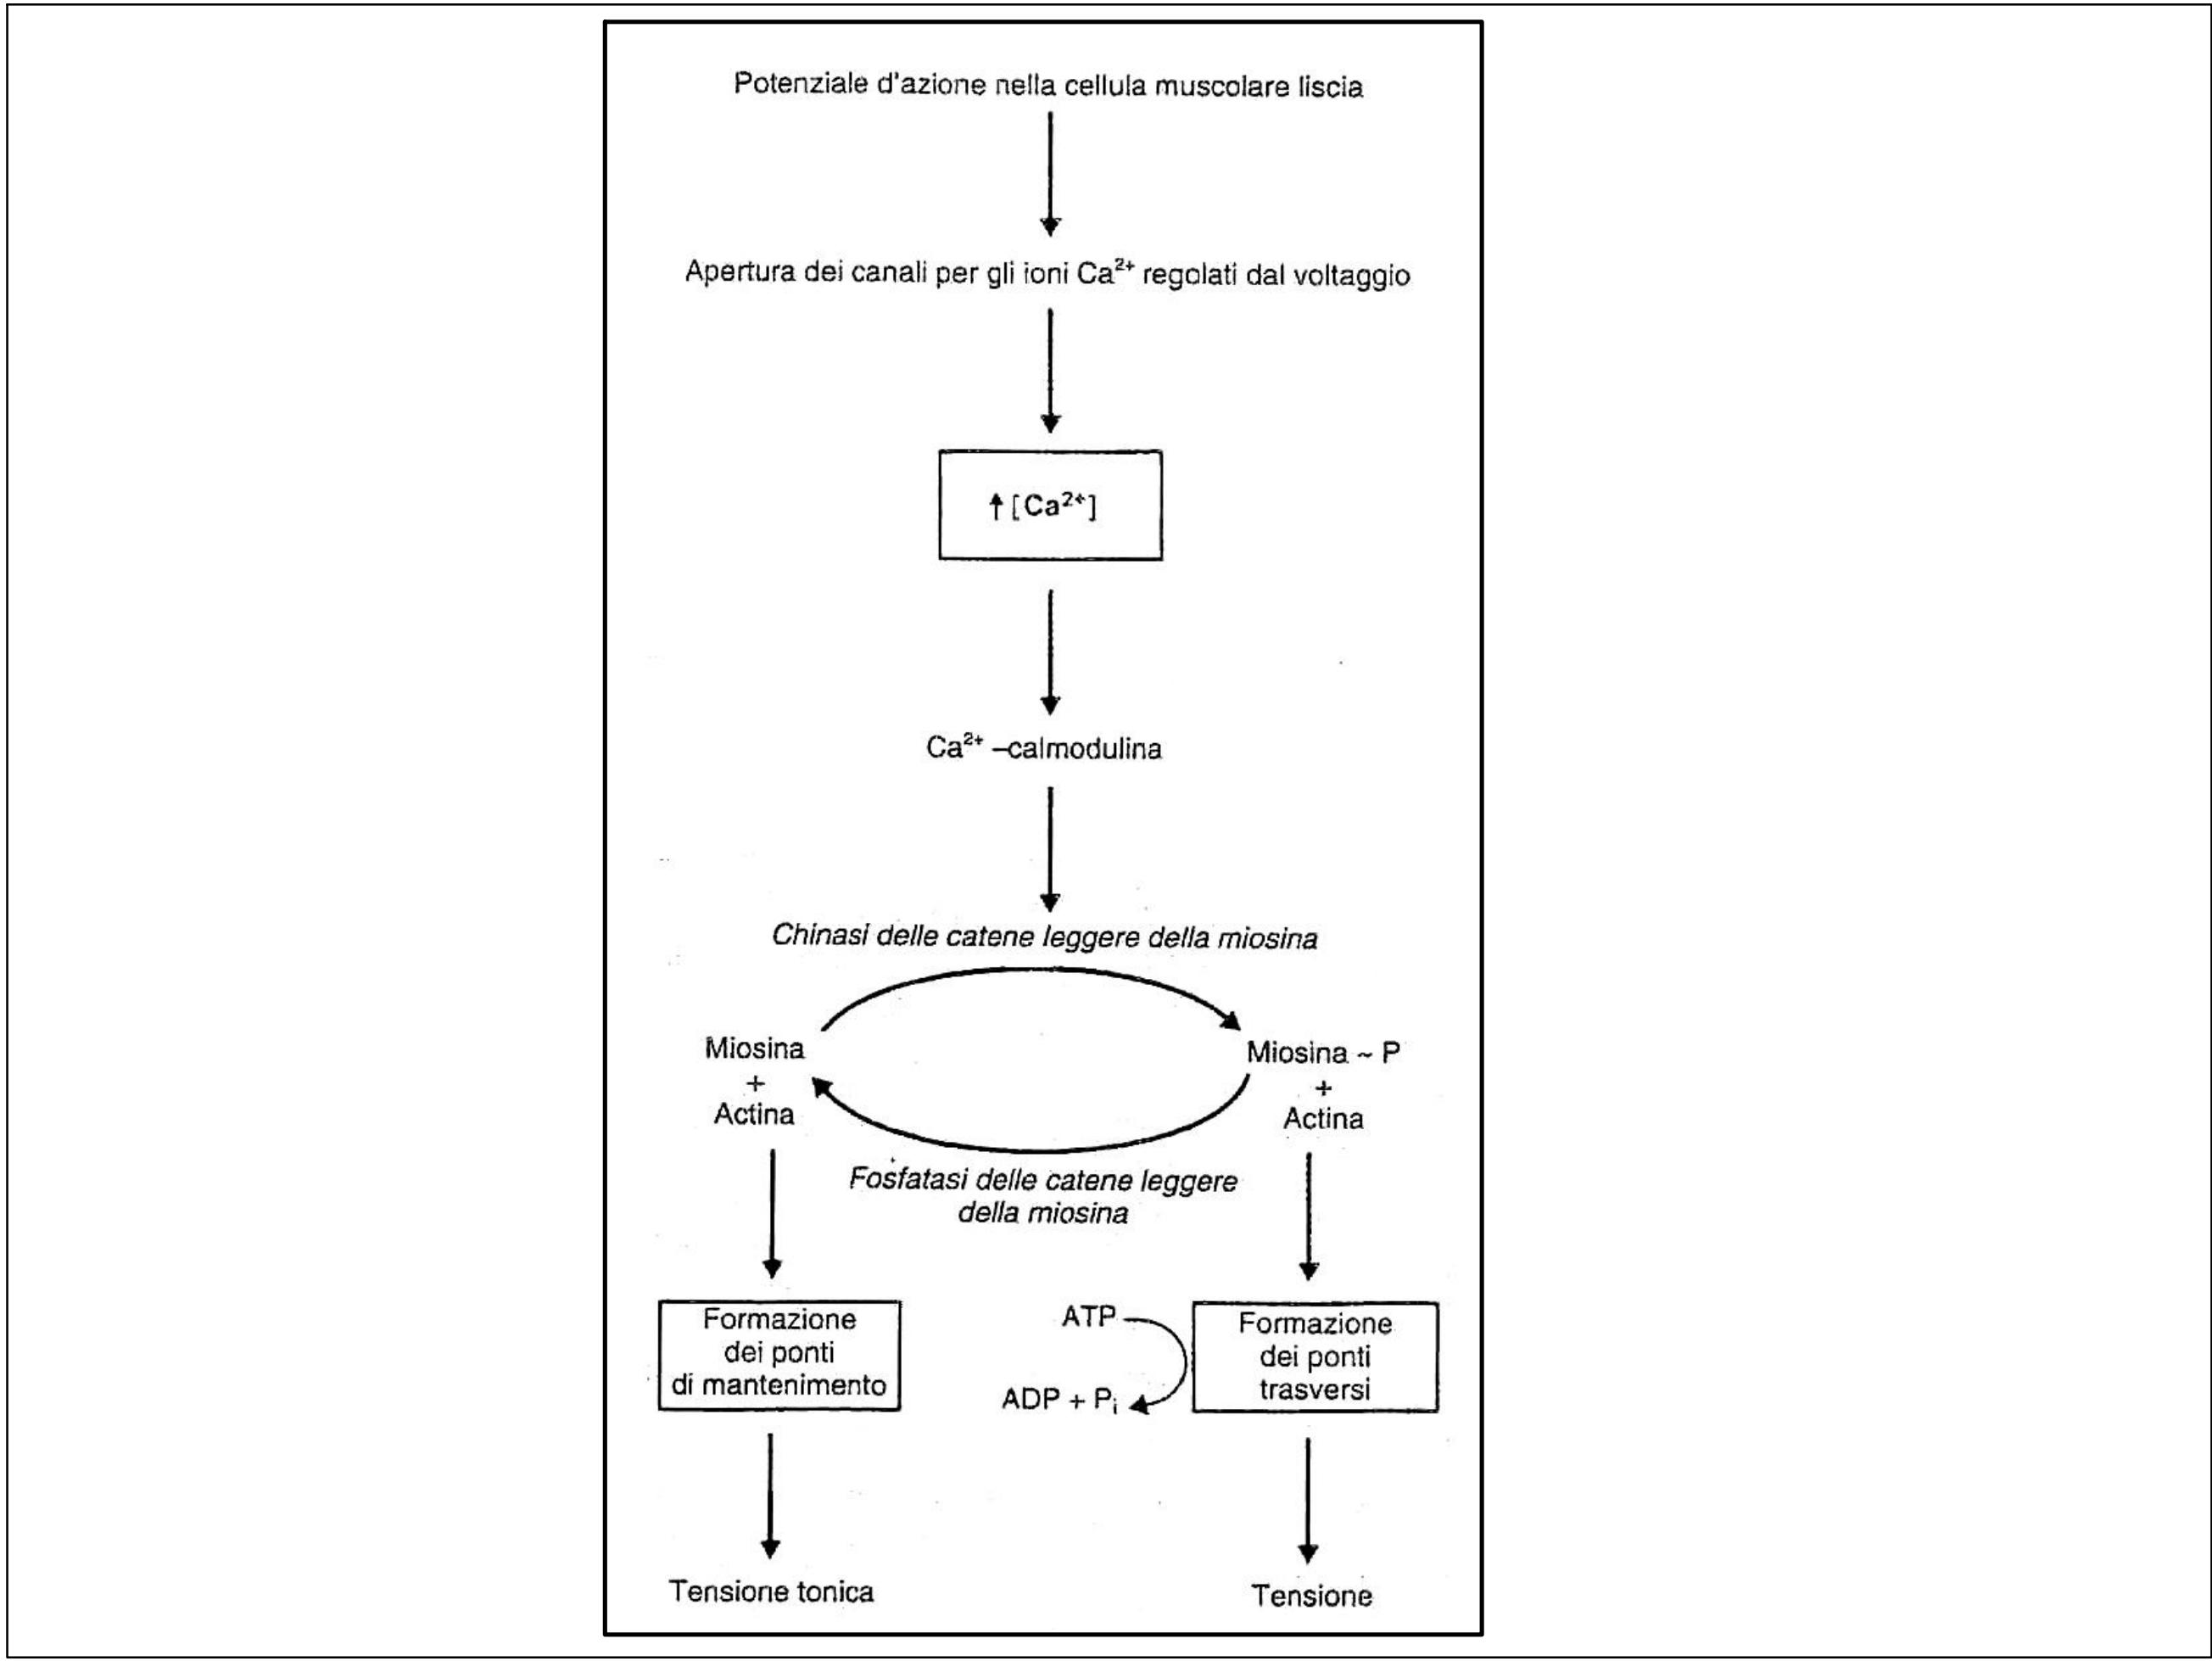 Potenziale d'azione nella cellula muscolare liscia
Apertura dei canali per gli ioni Ca²⁺ regolati dal voltaggio
↑[Ca²⁺]
Ca²⁺ –calmodulina
Chinasi delle catene leggere della miosina
Miosina
+
Actina
Miosina ~ P
+
Actina
Fosfatasi delle catene leggere
della miosina
Formazione
dei ponti
di mantenimento
ATP
ADP + Pᵢ
Formazione
dei ponti
trasversi
Tensione tonica
Tensione